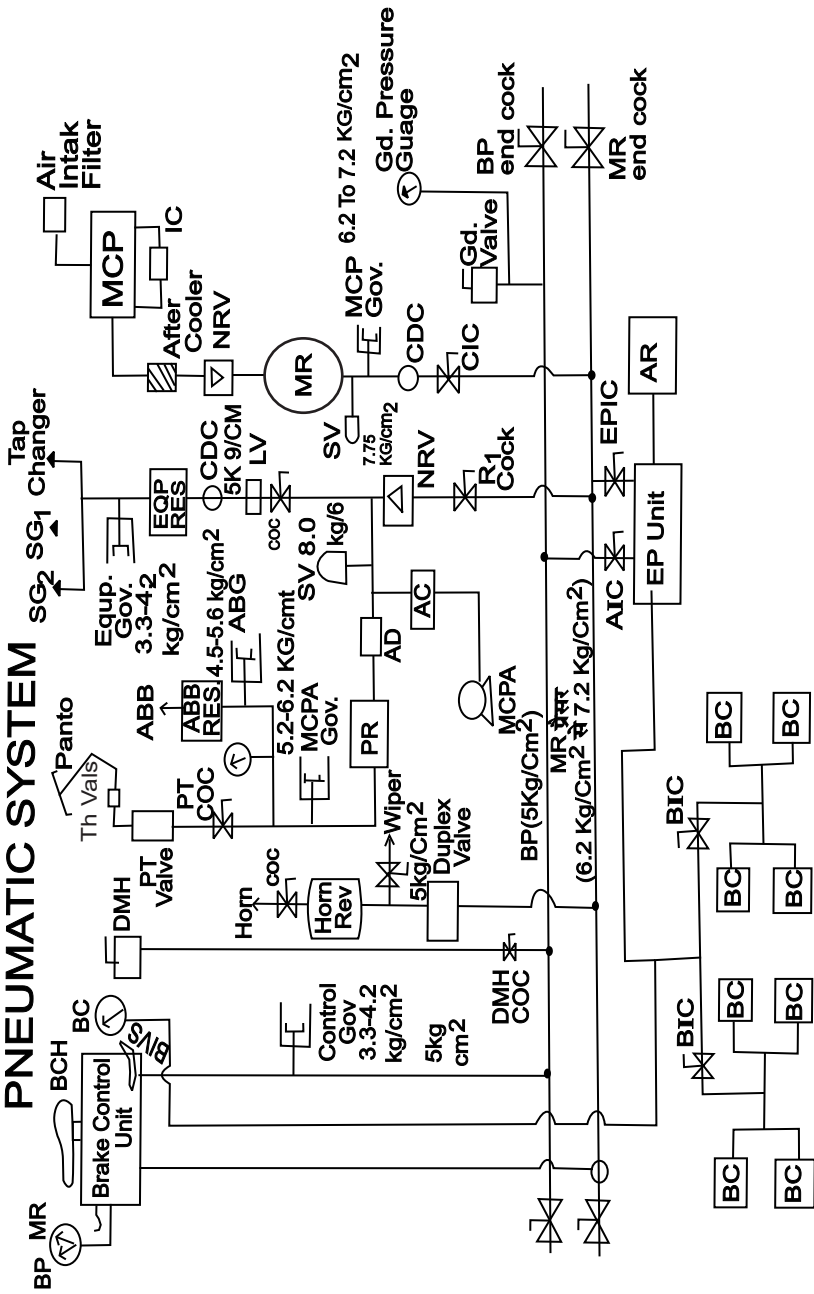 PNEUMATIC SYSTEM
BP MR
BCH
Brake Control
Unit
BC
BIVS
DMH
Control
Gov
3.3-4.2
kg/cm2
5kg
cm2
DMH
COC
Panto
Th Vals
PT
Valve
PT
COC
Horn
COC
Horn
Rev
Wiper
5kg/Cm2
Duplex
Valve
ABB
ABB
RES.
4.5-5.6 kg/cm2
ABG
5.2-6.2 KG/cmt
MCPA
Gov.
PR
AD
AC
MCPA
SG2
SG1
Tap
Changer
Equp.
Gov.
3.3-4.2
kg/cm2
EQP
RES
CDC
5K 9/CM
LV
COC
SV 8.0
kg/6
NRV
R1
Cock
Air
Intak
Filter
MCP
IC
After
Cooler
NRV
MR
SV
7.75
KG/cm2
MCP
Gov.
6.2 To 7.2 KG/cm2
CDC
CIC
Gd. Pressure
Guage
Gd.
Valve
BP
end cock
MR
end cock
BP(5Kg/Cm2)
MR
(6.2 Kg/Cm2 से 7.2 Kg/Cm2)
AIC
EPIC
EP Unit
AR
BIC
BIC
BC
BC
BC
BC
BC
BC
BC
BC